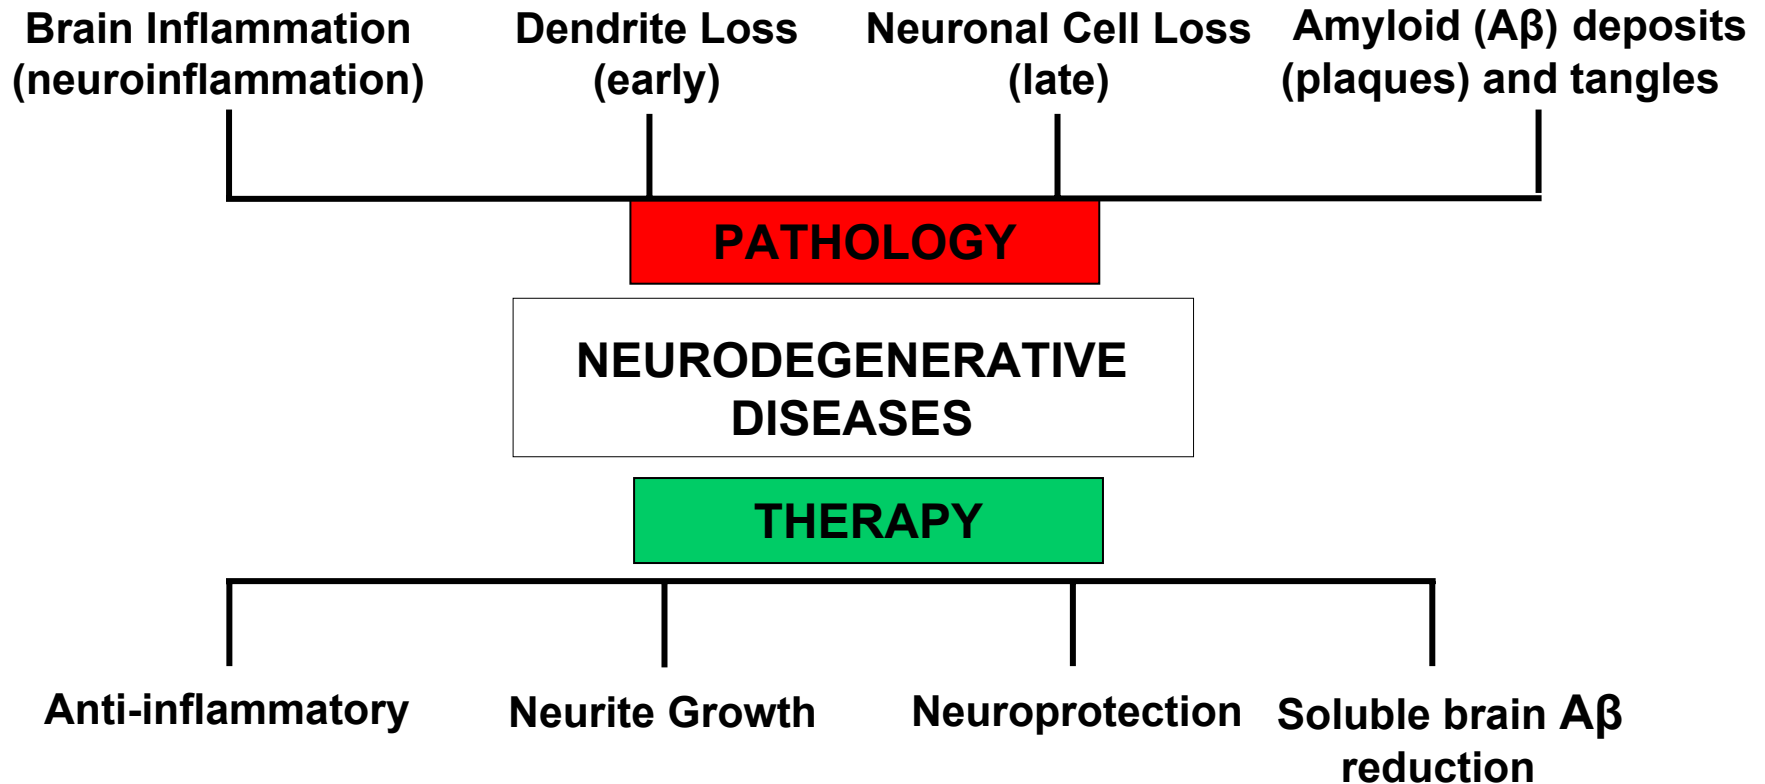 Brain Inflammation
(neuroinflammation)
Dendrite Loss
(early)
Neuronal Cell Loss
(late)
Amyloid (Aβ) deposits
(plaques) and tangles
PATHOLOGY
NEURODEGENERATIVE
DISEASES
THERAPY
Anti-inflammatory
Neurite Growth
Neuroprotection
Soluble brain Aβ
reduction